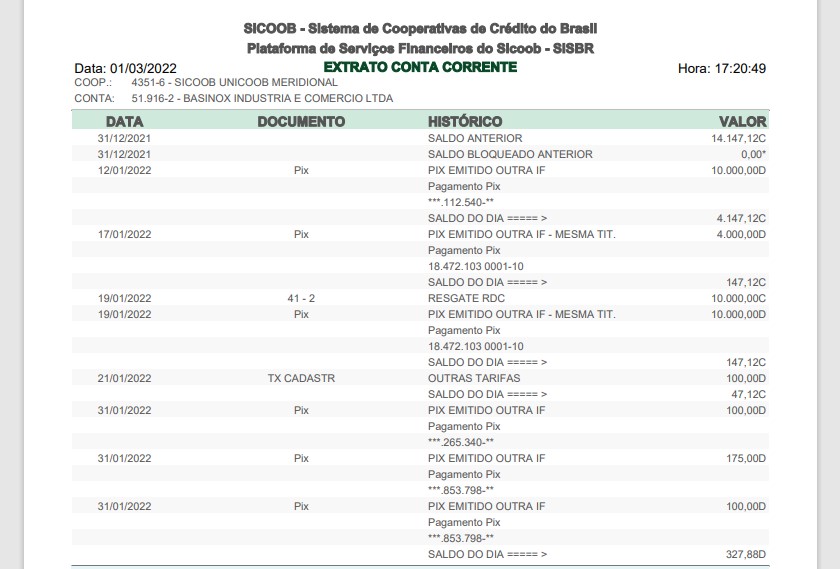 SICOOB - Sistema de Cooperativas de Crédito do Brasil
Plataforma de Serviços Financeiros do Sicoob - SISBR
Data: 01/03/2022 EXTRATO CONTA CORRENTE Hora: 17:20:49
COOP.: 4351-6 - SICOOB UNICOOB MERIDIONAL
CONTA: 51.916-2 - BASINOX INDUSTRIA E COMERCIO LTDA
DATA DOCUMENTO HISTÓRICO VALOR
31/12/2021 SALDO ANTERIOR 14.147,12C
31/12/2021 SALDO BLOQUEADO ANTERIOR 0,00*
12/01/2022 Pix PIX EMITIDO OUTRA IF 10.000,00D
Pagamento Pix
***.112.540-**
SALDO DO DIA ===== > 4.147,12C
17/01/2022 Pix PIX EMITIDO OUTRA IF - MESMA TIT. 4.000,00D
Pagamento Pix
18.472.103 0001-10
SALDO DO DIA ===== > 147,12C
19/01/2022 41 - 2 RESGATE RDC 10.000,00C
19/01/2022 Pix PIX EMITIDO OUTRA IF - MESMA TIT. 10.000,00D
Pagamento Pix
18.472.103 0001-10
SALDO DO DIA ===== > 147,12C
21/01/2022 TX CADASTR OUTRAS TARIFAS 100,00D
SALDO DO DIA ===== > 47,12C
31/01/2022 Pix PIX EMITIDO OUTRA IF 100,00D
Pagamento Pix
***.265.340-**
31/01/2022 Pix PIX EMITIDO OUTRA IF 175,00D
Pagamento Pix
***.853.798-**
31/01/2022 Pix PIX EMITIDO OUTRA IF 100,00D
Pagamento Pix
***.853.798-**
SALDO DO DIA ===== > 327,88D